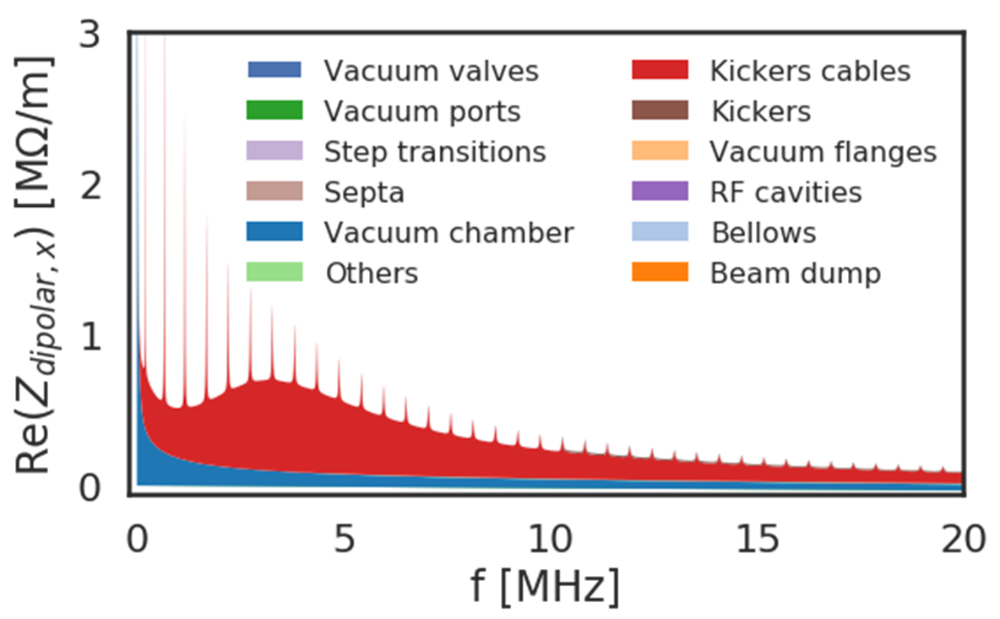 Re(Z_dipolar, x) [MΩ/m]
3
2
1
0
Vacuum valves
Vacuum ports
Step transitions
Septa
Vacuum chamber
Others
Kickers cables
Kickers
Vacuum flanges
RF cavities
Bellows
Beam dump
0 5 10 15 20
f [MHz]